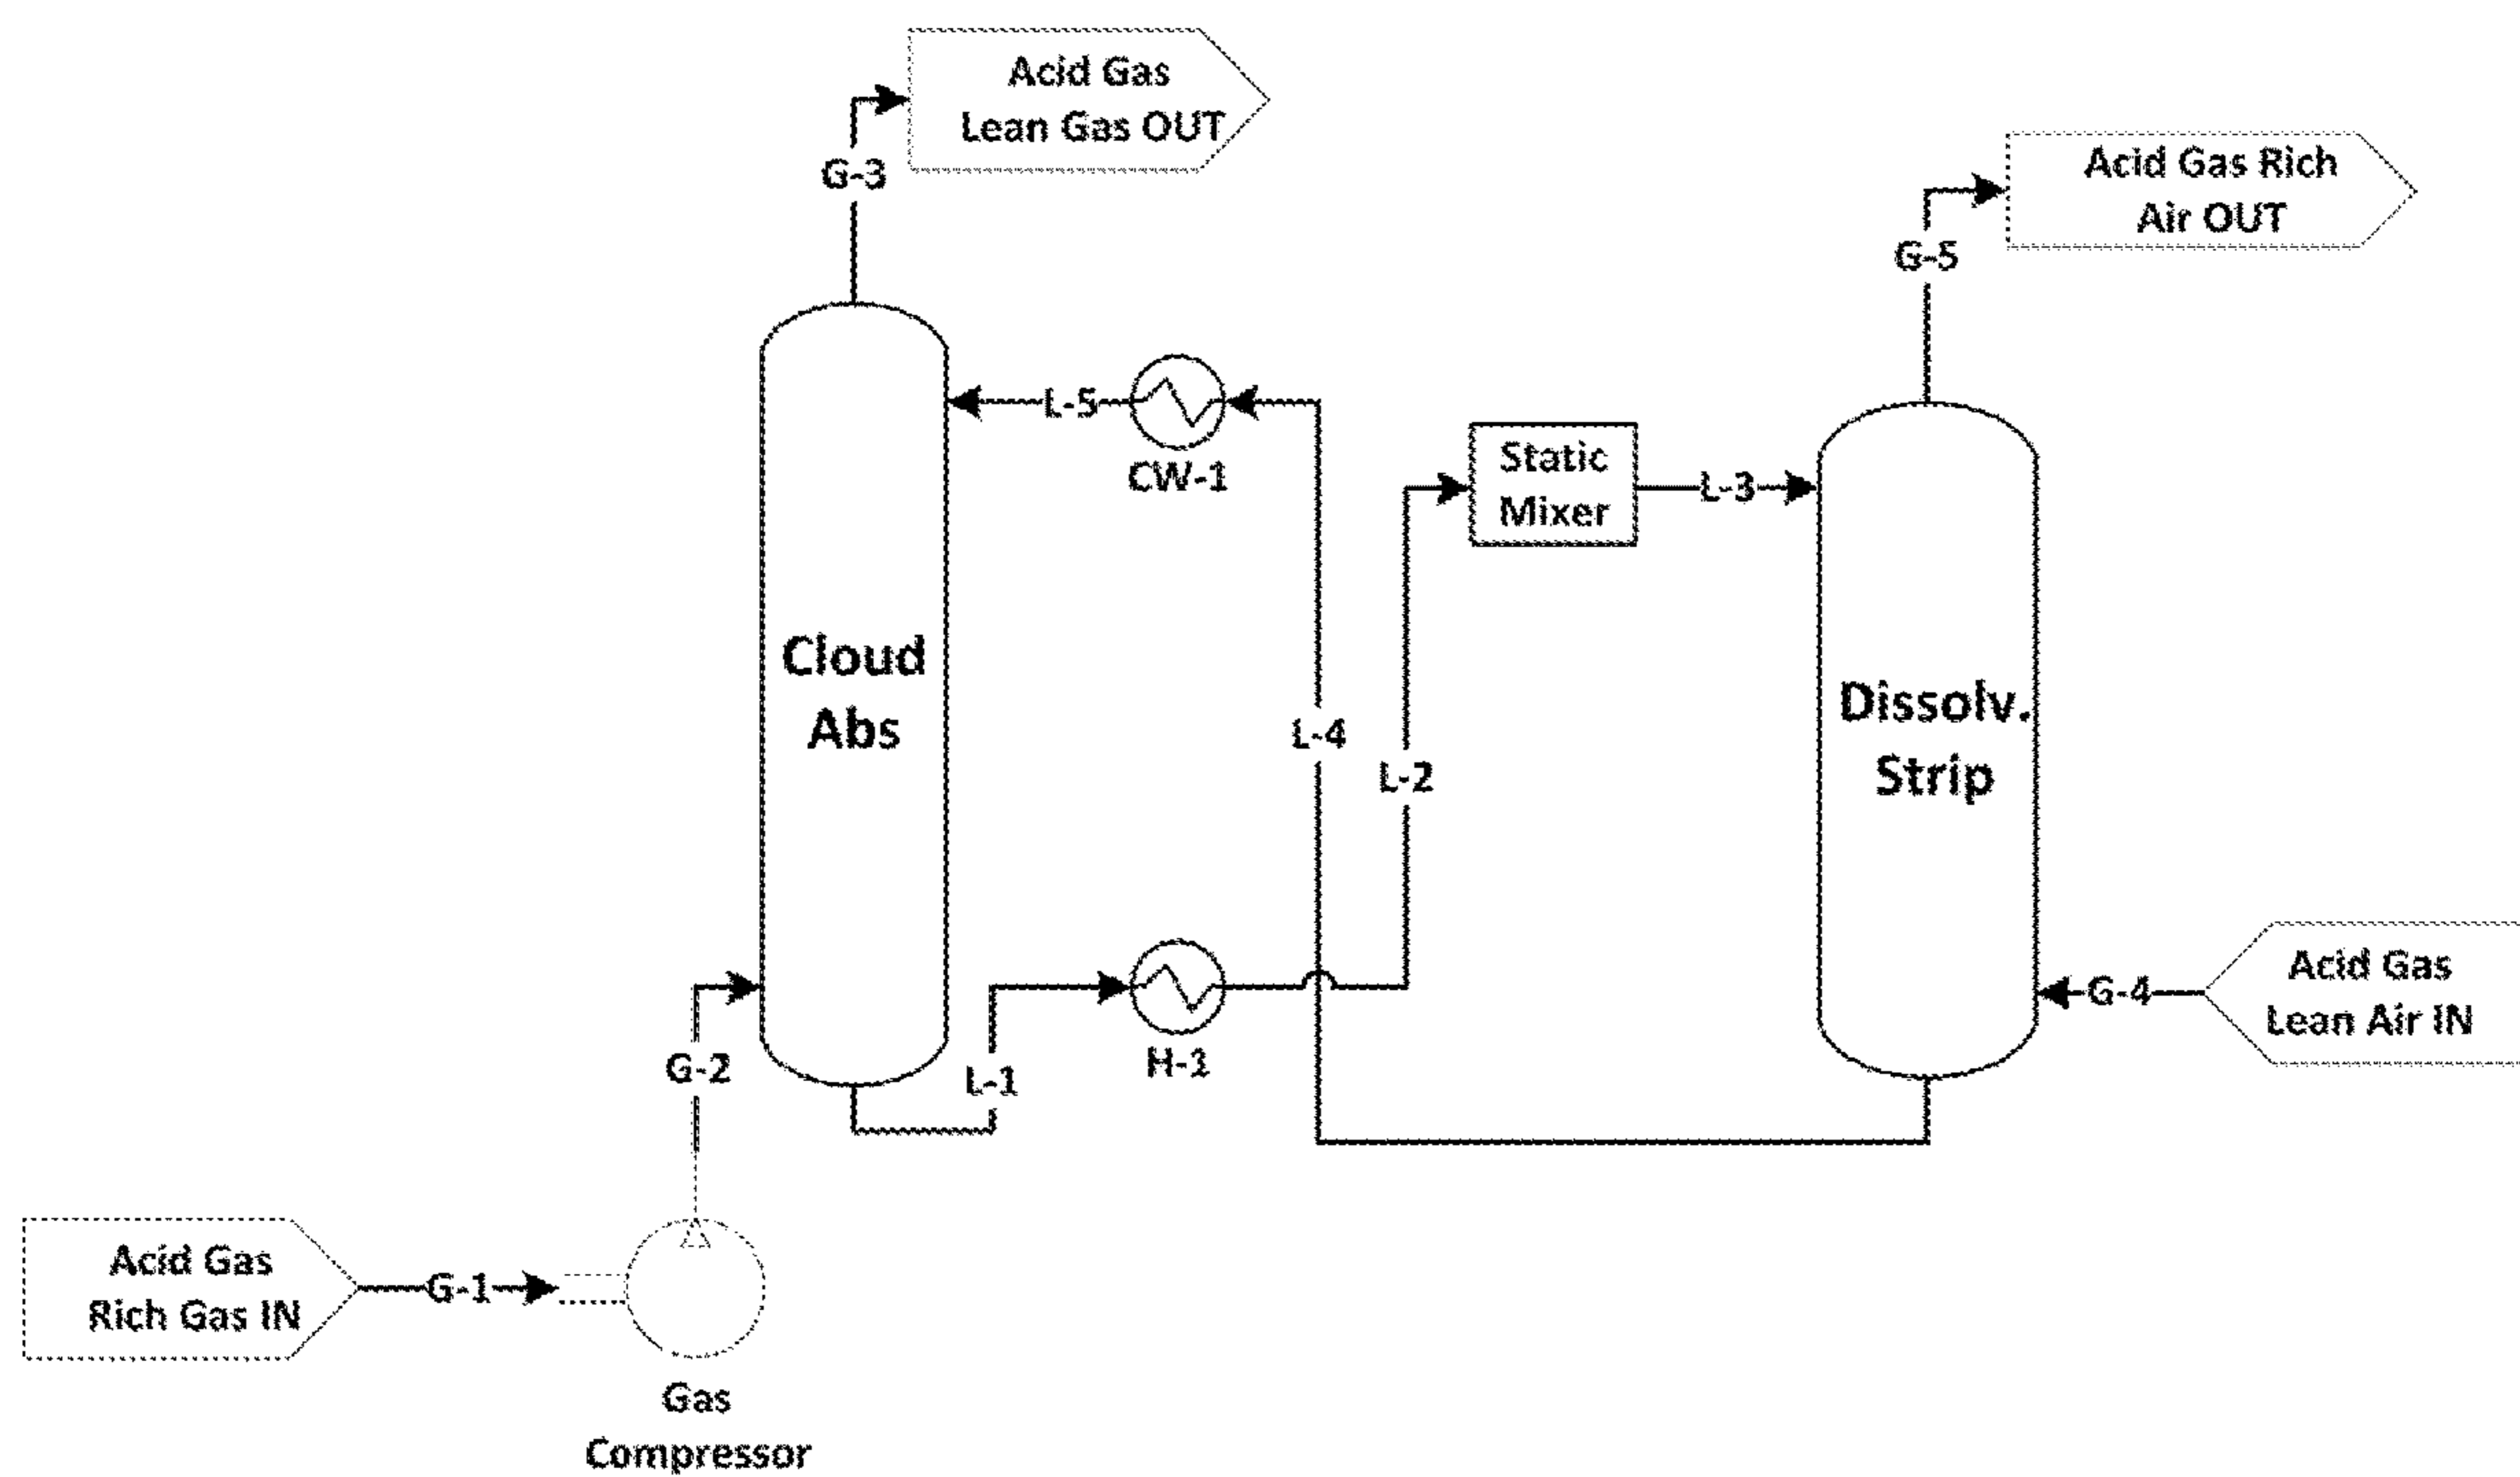 Acid Gas
Lean Gas OUT
G-3
Acid Gas Rich
Air OUT
G-5
L-5
CW-1
Static
Mixer
L-3
Cloud
Abs
L-4
L-2
Dissolv.
Strip
G-2
L-1
H-1
G-4
Acid Gas
Lean Air IN
Acid Gas
Rich Gas IN
G-1
Gas
Compressor